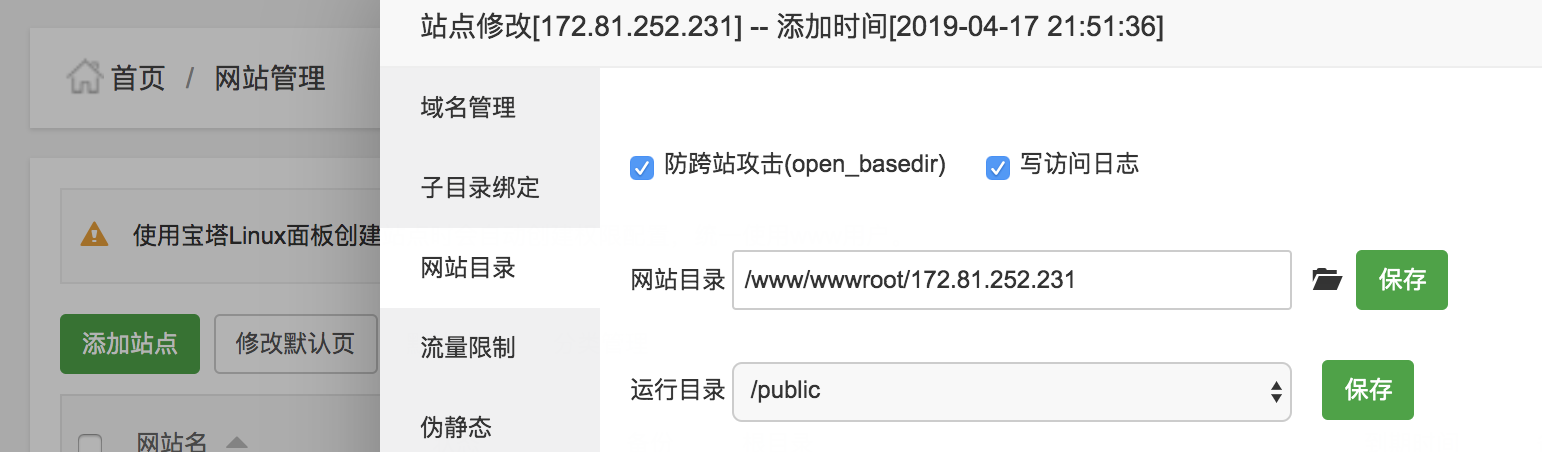 站点修改[172.81.252.231] -- 添加时间[2019-04-17 21:51:36]
首页 / 网站管理
域名管理
防跨站攻击(open_basedir) 写访问日志
子目录绑定
使用宝塔Linux面板创建
网站目录
网站目录 /www/wwwroot/172.81.252.231 保存
添加站点 修改默认页
流量限制
运行目录 /public 保存
伪静态
网站名